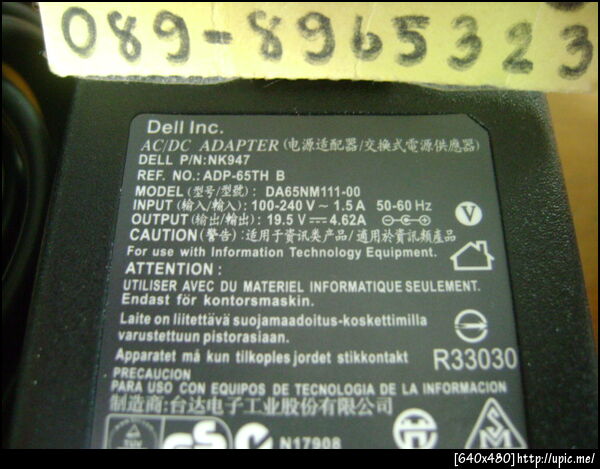 089-8965323
Dell Inc.
AC/DC ADAPTER (电源适配器/交換式電源供應器)
DELL P/N:NK947
REF. NO.: ADP-65TH B
MODEL (型号/型號) : DA65NM111-00
INPUT (输入/輸入) : 100-240 V ~ 1.5 A 50-60 Hz
OUTPUT (输出/輸出) : 19.5 V ⎓ 4.62A
V
CAUTION (警告) : 适用于资讯类产品/ 適用於資訊類產品
For use with Information Technology Equipment.
ATTENTION :
UTILISER AVEC DU MATERIEL INFORMATIQUE SEULEMENT.
Endast för kontorsmaskin.
Laite on liitettävä suojamaadoitus-koskettimilla
varustettuun pistorasiaan.
Apparatet må kun tilkoples jordet stikkontakt
R33030
PRECAUCION
PARA USO CON EQUIPOS DE TECNOLOGIA DE LA INFORMACION
制造商:台达电子工业股份有限公司
GS
N17908
[640x480]http://upic.me/